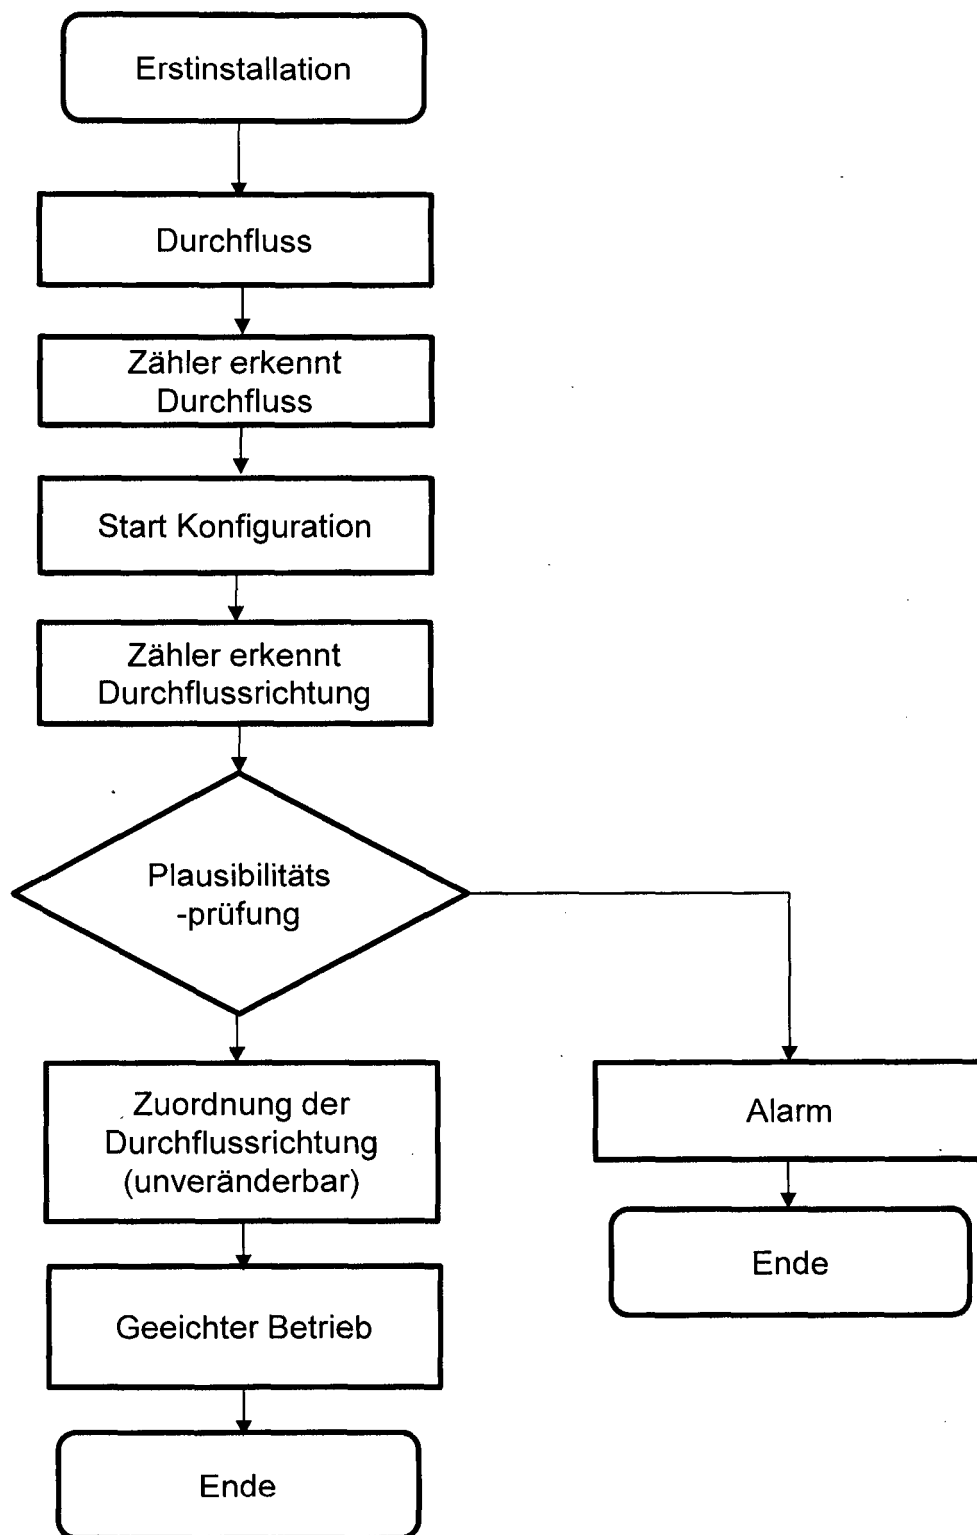 Erstinstallation
Durchfluss
Zähler erkennt
Durchfluss
Start Konfiguration
Zähler erkennt
Durchflussrichtung
Plausibilitäts
-prüfung
Zuordnung der
Durchflussrichtung
(unveränderbar)
Alarm
Ende
Geeichter Betrieb
Ende